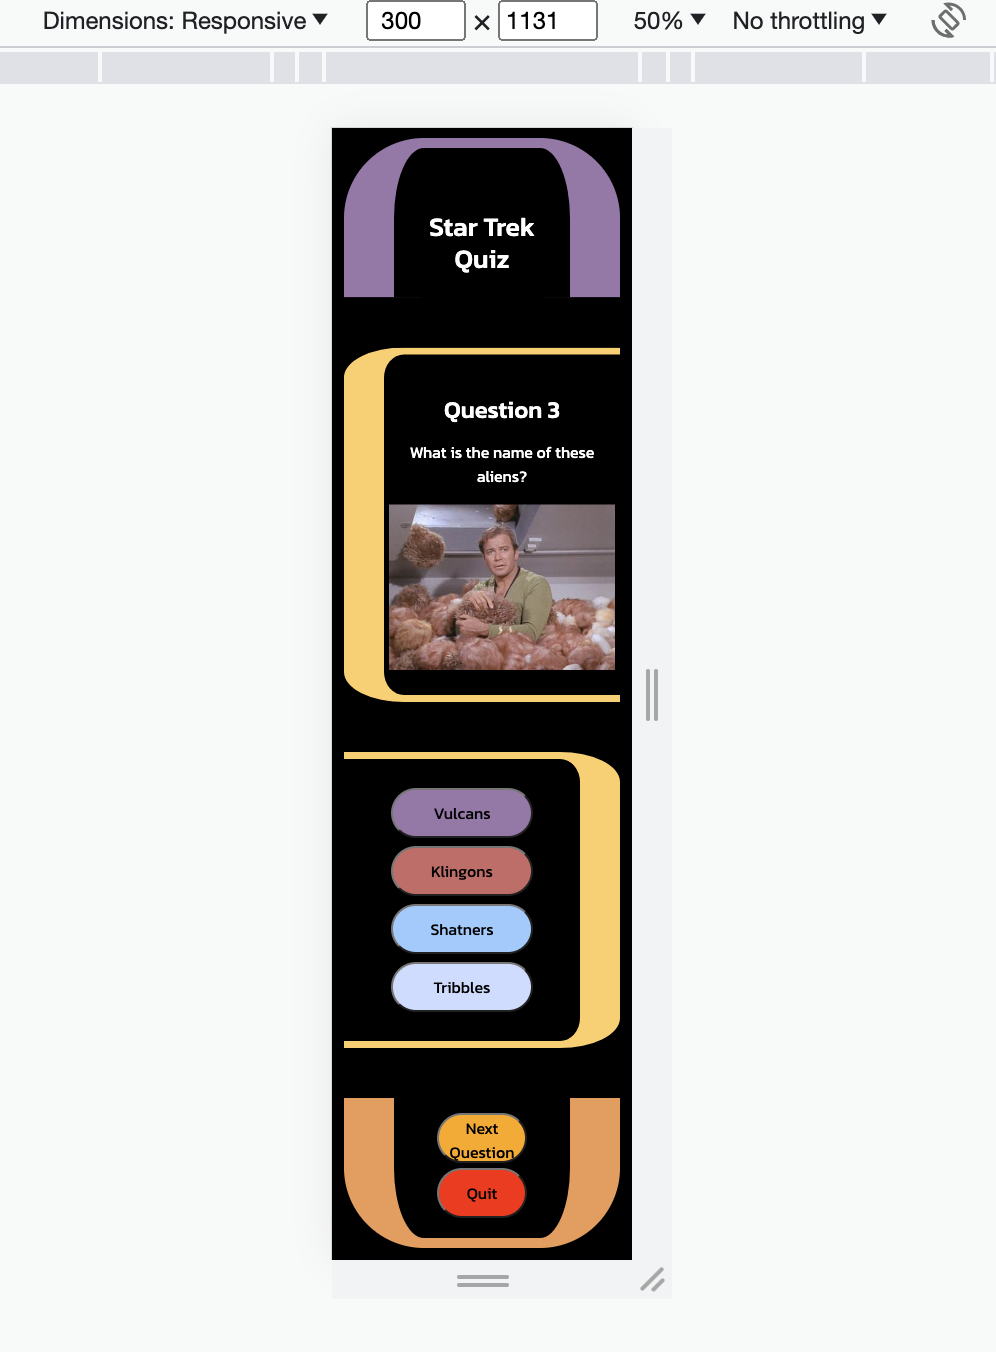 Dimensions: Responsive ▼ 300 × 1131 50% ▼ No throttling ▼
Star Trek
Quiz
Question 3
What is the name of these
aliens?
Vulcans
Klingons
Shatners
Tribbles
Next
Question
Quit